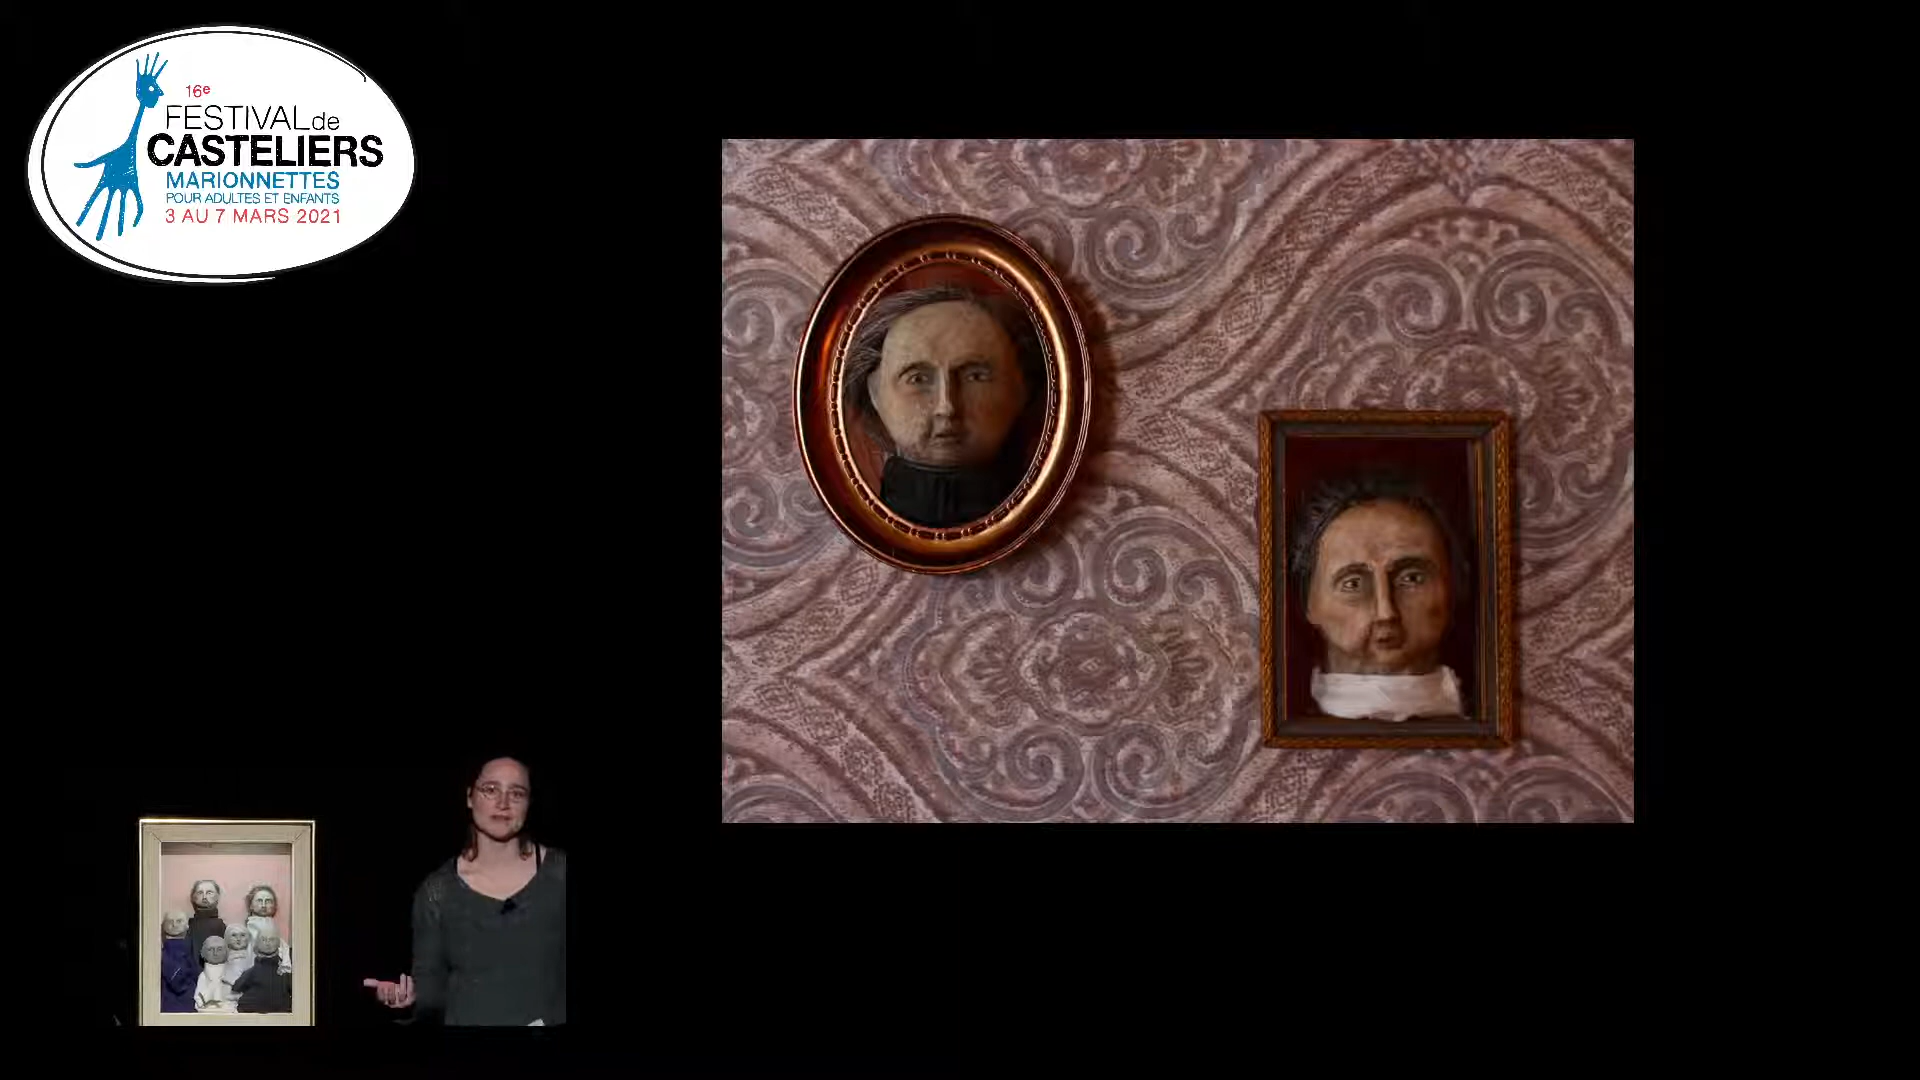 16e
FESTIVAL de
CASTELIERS
MARIONNETTES
POUR ADULTES ET ENFANTS
3 AU 7 MARS 2021